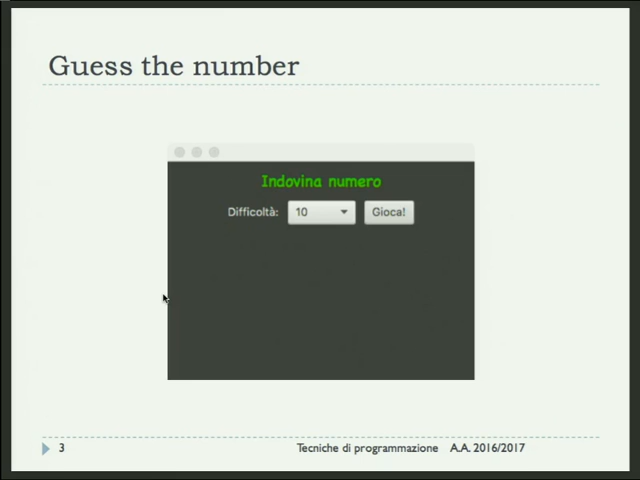 Guess the number
Indovina numero
Difficoltà: 10 Gioca!
3 Tecniche di programmazione A.A. 2016/2017